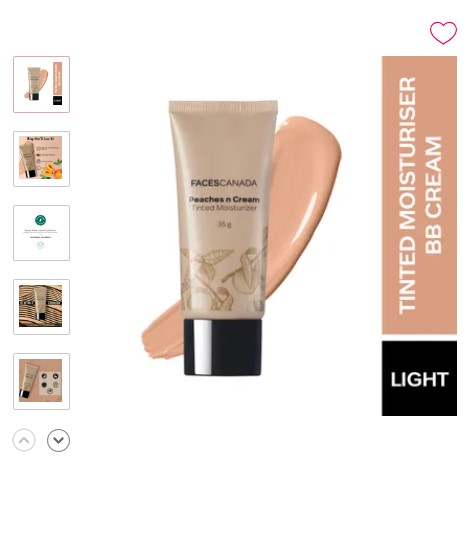 FACESCANADA
Peaches n Cream
Tinted Moisturizer
35 g
TINTED MOISTURISER
BB CREAM
LIGHT